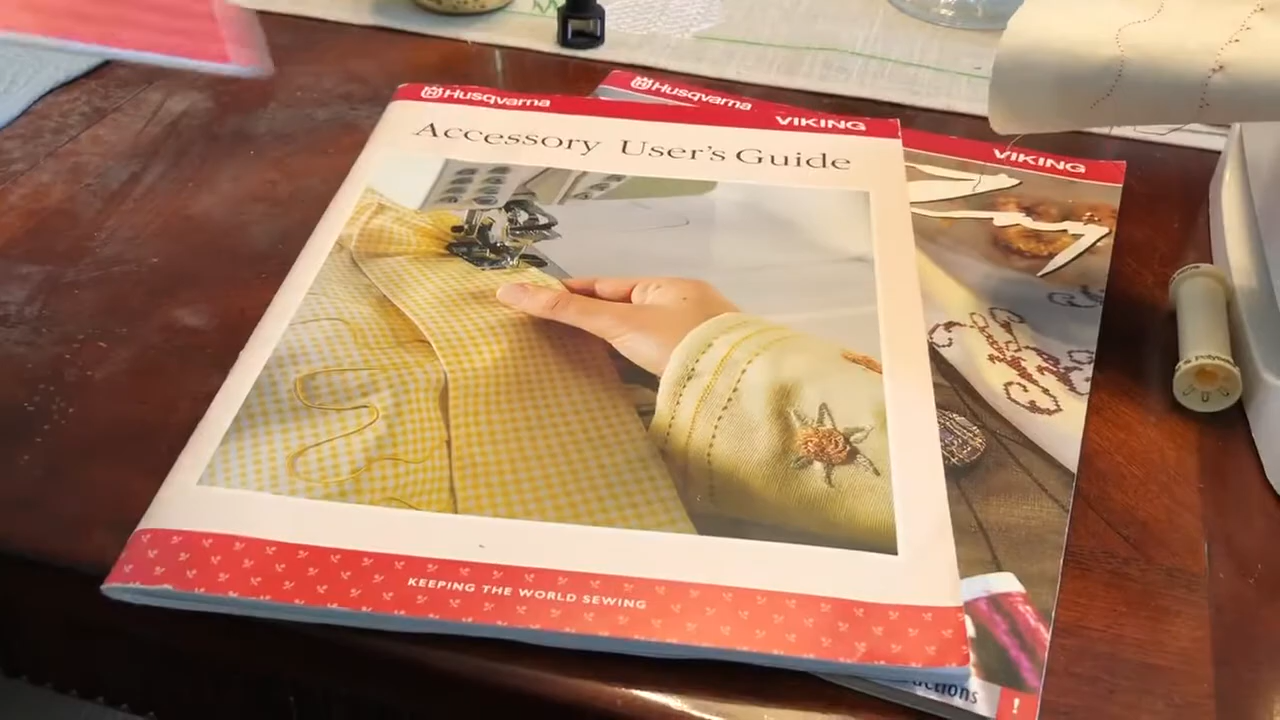 Husqvarna
VIKING
Accessory User's Guide
KEEPING THE WORLD SEWING
Husqvarna
VIKING
!